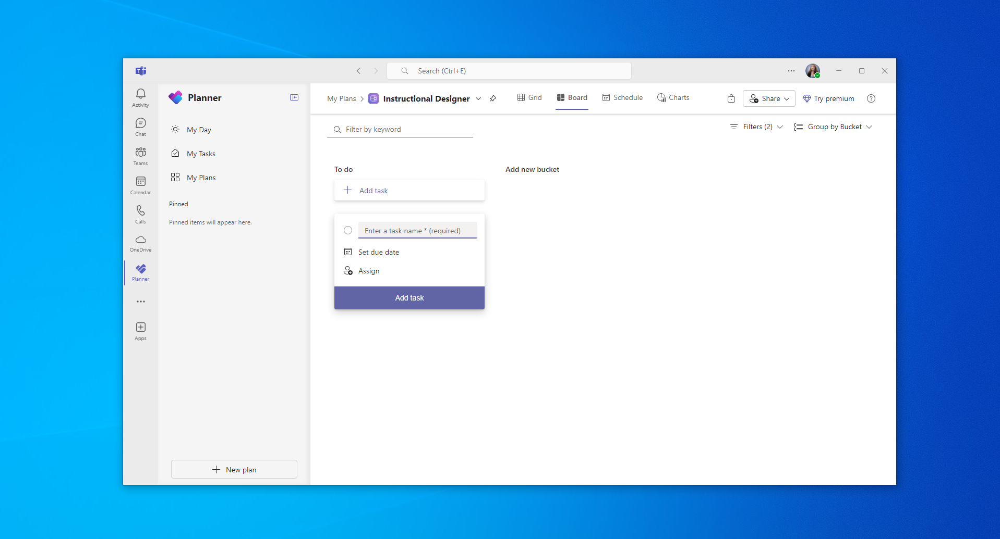 Search (Ctrl+E)
Activity
Chat
Teams
Calendar
Calls
OneDrive
Planner
Apps
Planner
My Day
My Tasks
My Plans
Pinned
Pinned items will appear here.
New plan
My Plans
Instructional Designer
Grid
Board
Schedule
Charts
Share
Try premium
Filter by keyword
Filters (2)
Group by Bucket
To do
Add task
Enter a task name * (required)
Set due date
Assign
Add task
Add new bucket